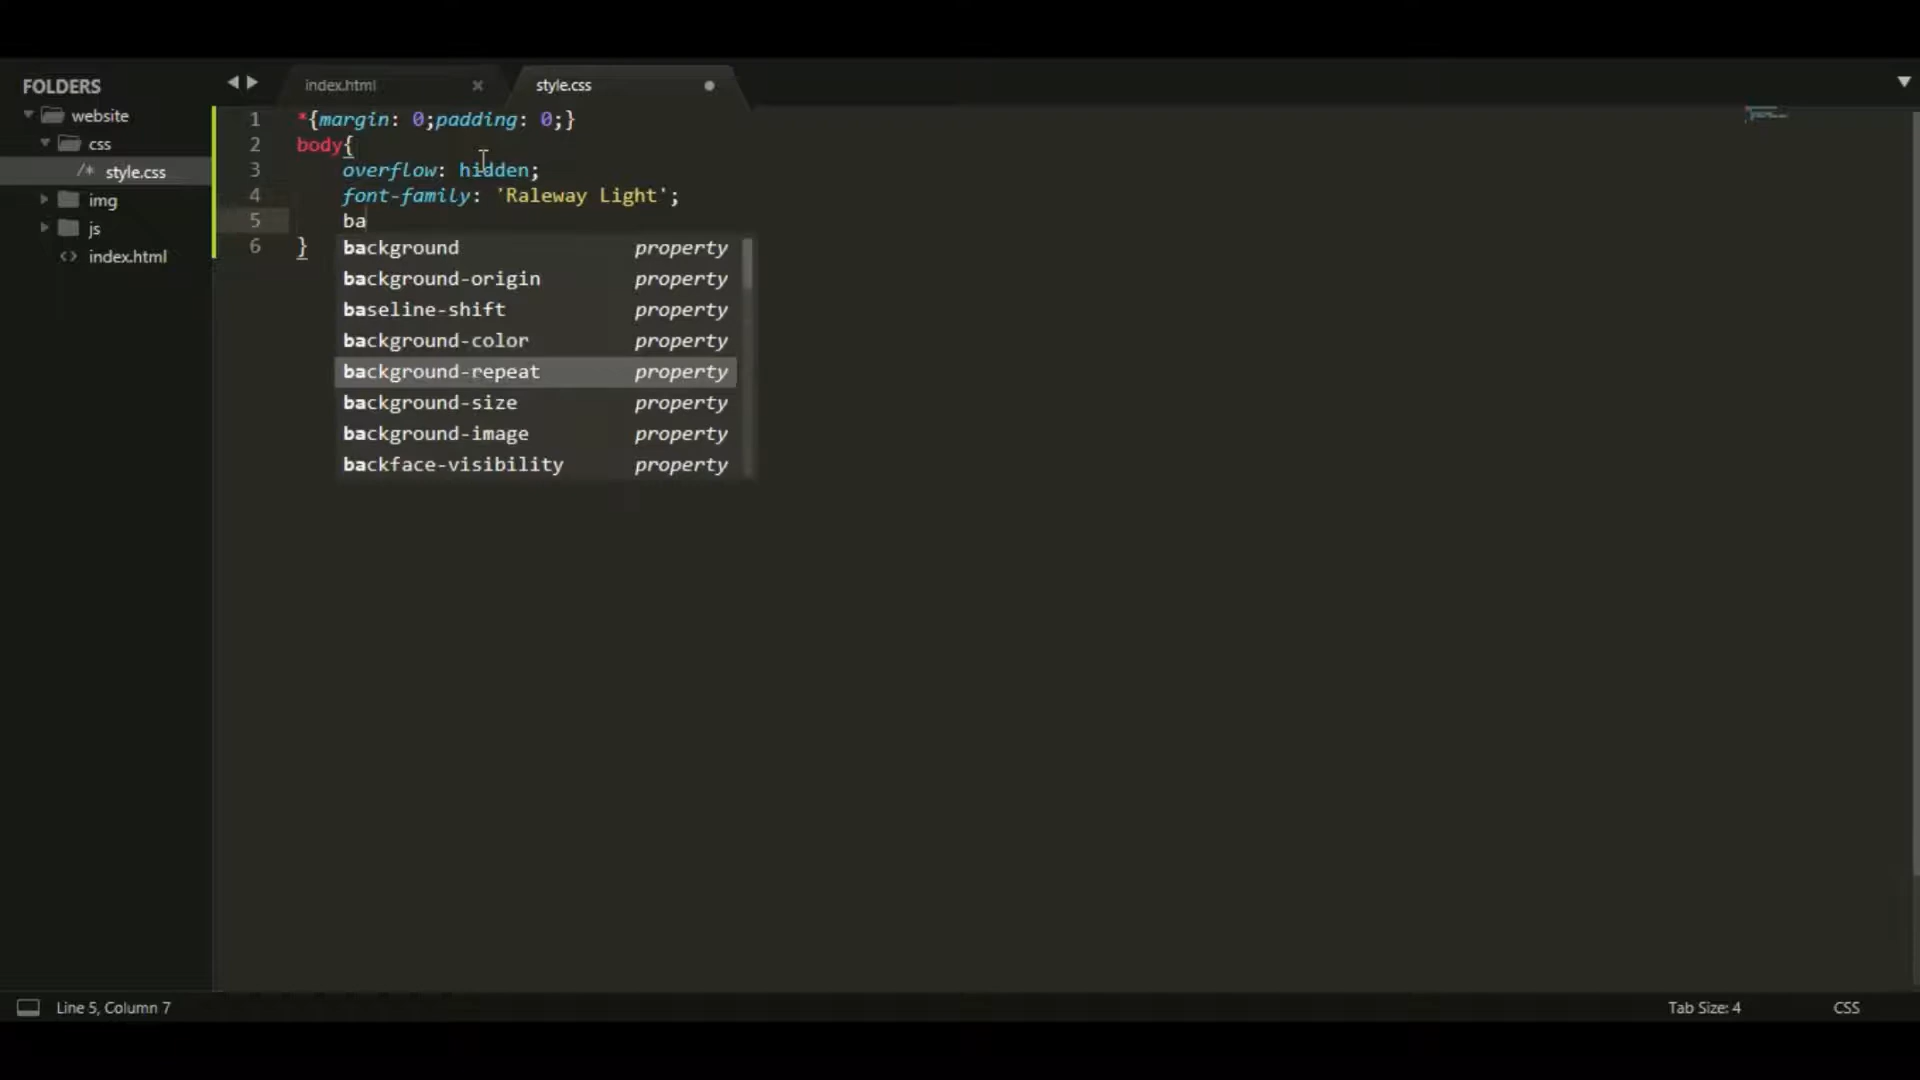 FOLDERS
website
css
/* style.css
img
js
<> index.html
index.html ×
style.css
1 *{margin: 0;padding: 0;}
2 body{
3 overflow: hidden;
4 font-family: 'Raleway Light';
5 ba
6 }
background property
background-origin property
baseline-shift property
background-color property
background-repeat property
background-size property
background-image property
backface-visibility property
Line 5, Column 7
Tab Size: 4
CSS